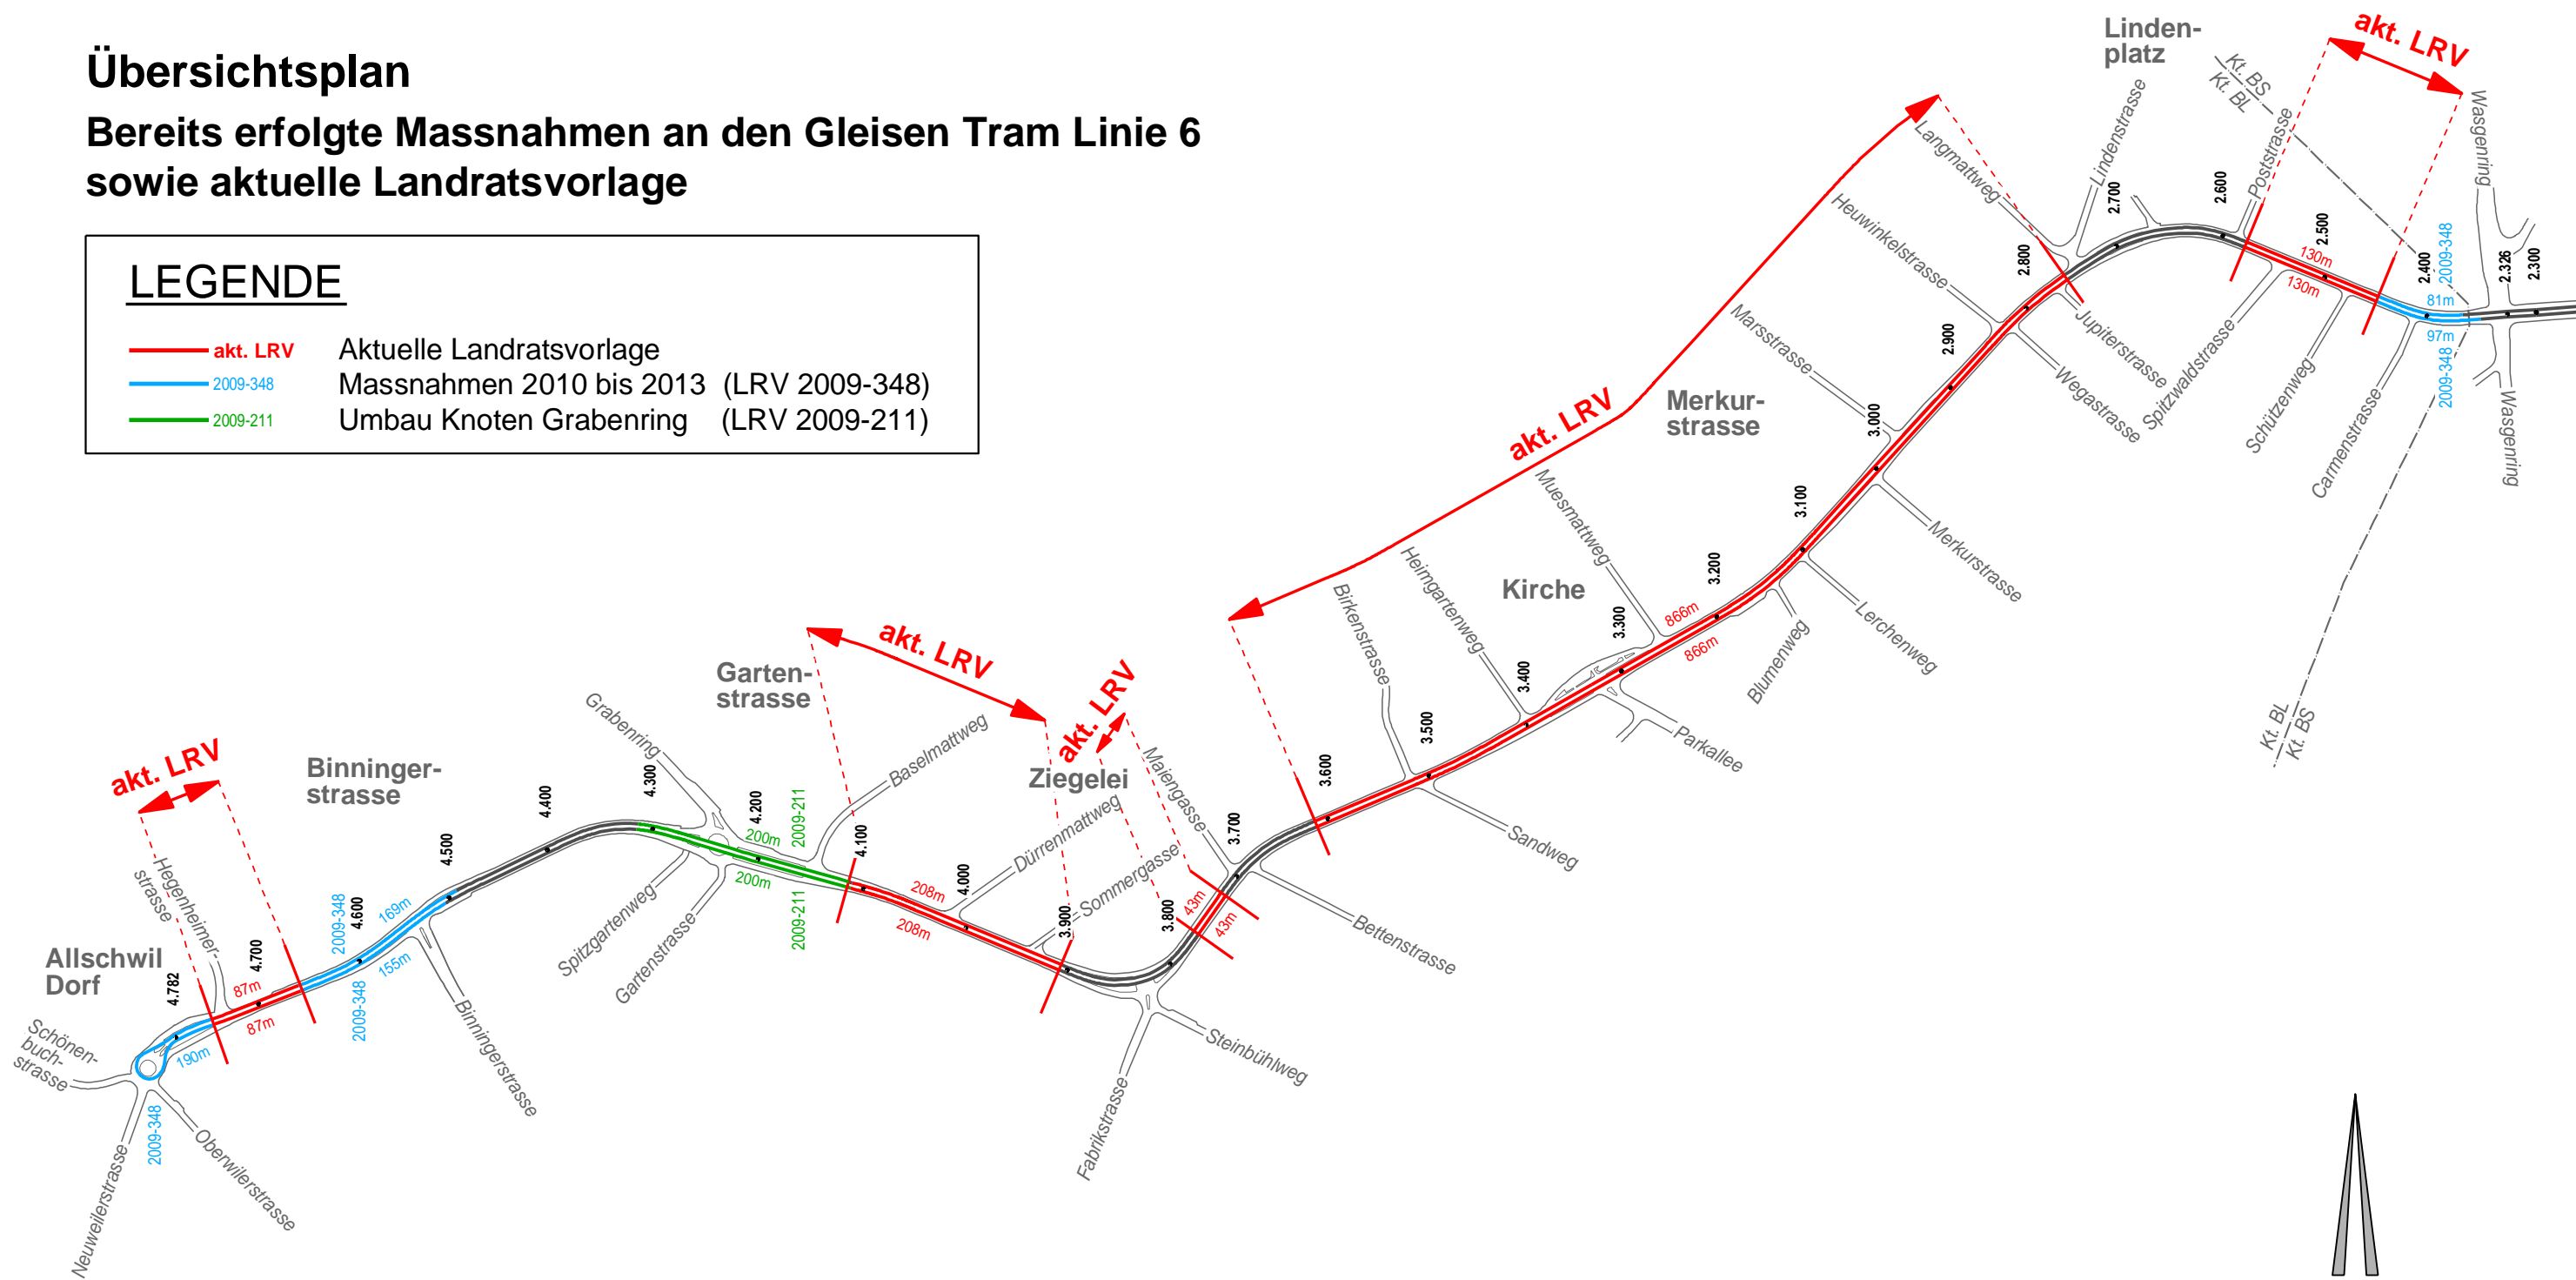 Übersichtsplan
Bereits erfolgte Massnahmen an den Gleisen Tram Linie 6
sowie aktuelle Landratsvorlage
LEGENDE
akt. LRV Aktuelle Landratsvorlage
2009-348 Massnahmen 2010 bis 2013 (LRV 2009-348)
2009-211 Umbau Knoten Grabenring (LRV 2009-211)
Allschwil
Dorf
Schönen-
buch-
strasse
Neuweilerstrasse
2009-348
Oberwilerstrasse
190m
4.782
akt. LRV
Hegenheimer-
strasse
87m
87m
4.700
Binninger-
strasse
2009-348
4.600
169m
155m
2009-348
Binningerstrasse
4.500
4.400
4.300
Grabenring
Spitzgartenweg
Gartenstrasse
4.200
200m
200m
2009-211
2009-211
Garten-
strasse
Baselmattweg
4.100
akt. LRV
208m
208m
4.000
Dürrenmattweg
Sommergasse
3.900
Ziegelei
akt. LRV
3.800
43m
43m
Fabrikstrasse
Steinbühlweg
Maiengasse
3.700
Bettenstrasse
3.600
akt. LRV
Birkenstrasse
3.500
Sandweg
Heimgartenweg
3.400
Kirche
Muesmattweg
3.300
Parkallee
866m
866m
3.200
Blumenweg
3.100
Lerchenweg
Merkur-
strasse
Merkurstrasse
3.000
Marsstrasse
2.900
Heuwinkelstrasse
Wegastrasse
2.800
Langmattweg
Jupiterstrasse
Linden-
platz
Lindenstrasse
2.700
2.600
Poststrasse
Spitzwaldstrasse
akt. LRV
2.500
130m
130m
Schützenweg
Carmenstrasse
Kt. BS
Kt. BL
2.400
2009-348
81m
97m
2009-348
Wasgenring
2.326
2.300
Wasgenring
Kt. BL
Kt. BS